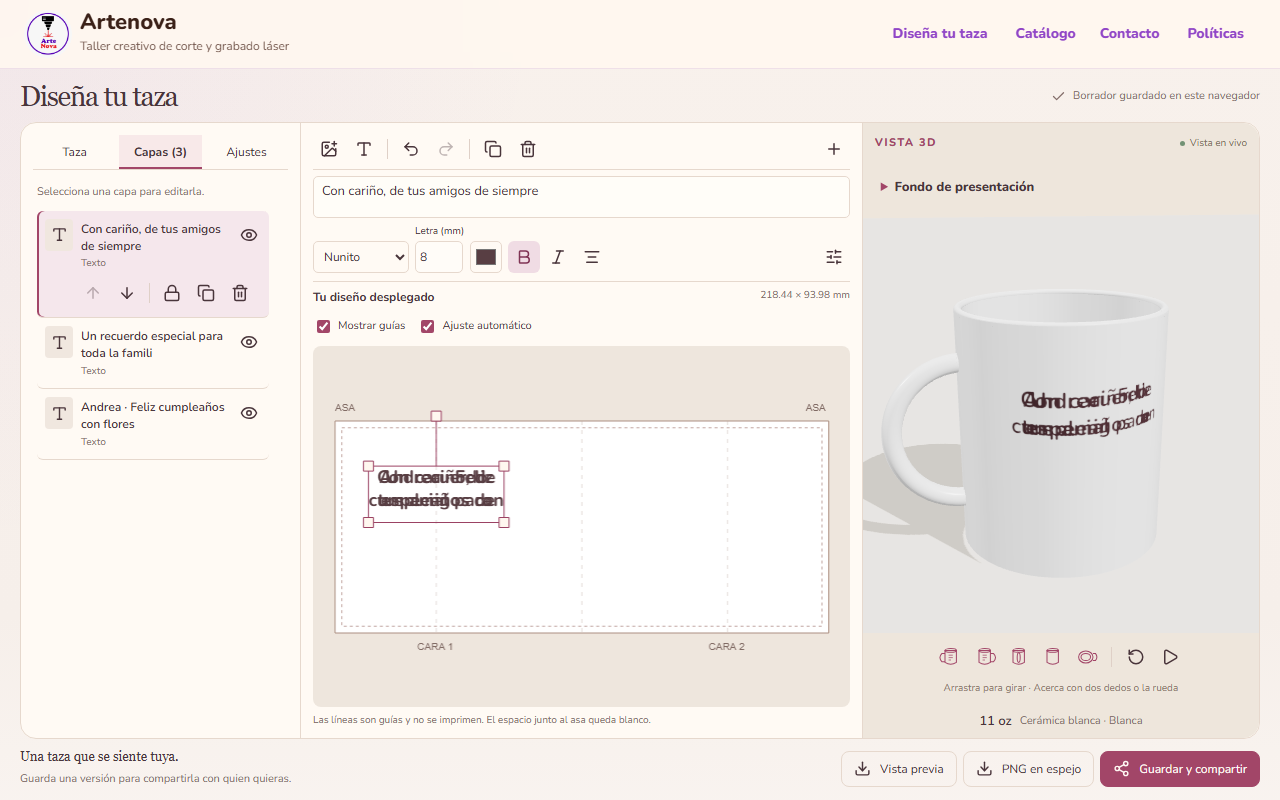 Arte
Nova
Artenova
Taller creativo de corte y grabado láser
Diseña tu taza
Catálogo
Contacto
Políticas
Diseña tu taza
Borrador guardado en este navegador
Taza
Capas (3)
Ajustes
Selecciona una capa para editarla.
Con cariño, de tus amigos
de siempre
Texto
Un recuerdo especial para
toda la famili
Texto
Andrea · Feliz cumpleaños
con flores
Texto
Con cariño, de tus amigos de siempre
Letra (mm)
Nunito
8
Tu diseño desplegado
218.44 × 93.98 mm
Mostrar guías
Ajuste automático
ASA
ASA
CARA 1
CARA 2
Las líneas son guías y no se imprimen. El espacio junto al asa queda blanco.
VISTA 3D
Vista en vivo
Fondo de presentación
Arrastra para girar · Acerca con dos dedos o la rueda
11 oz
Cerámica blanca · Blanca
Una taza que se siente tuya.
Guarda una versión para compartirla con quien quieras.
Vista previa
PNG en espejo
Guardar y compartir